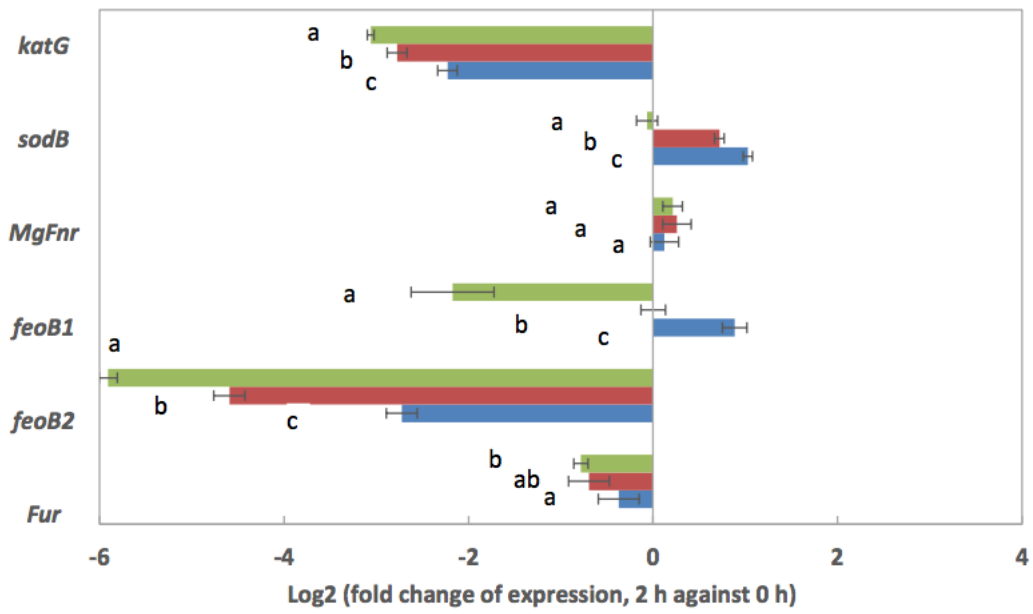 katG
a
b
c
sodB
a
b
c
MgFnr
a
a
a
feoB1
a
b
c
feoB2
a
b
c
Fur
b
ab
a
-6 -4 -2 0 2 4
Log2 (fold change of expression, 2 h against 0 h)